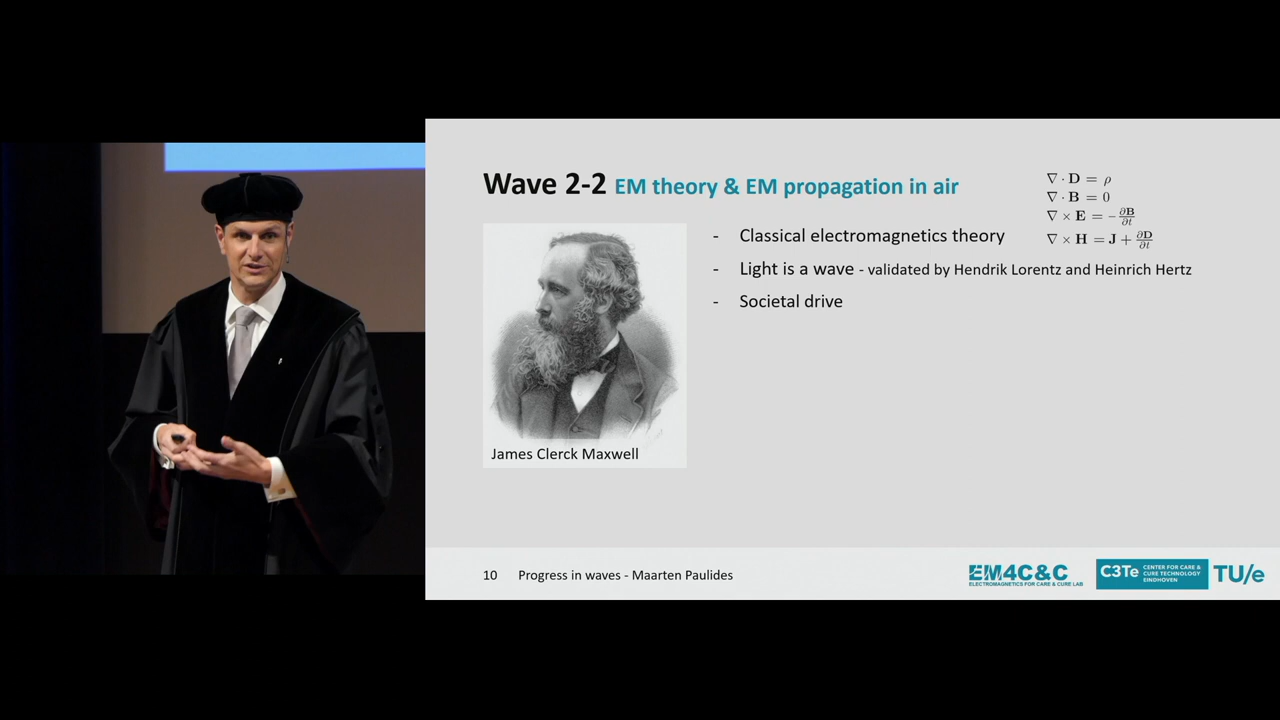 Wave 2-2 EM theory & EM propagation in air
∇ · D = ρ
∇ · B = 0
∇ × E = −∂B/∂t
∇ × H = J + ∂D/∂t
- Classical electromagnetics theory
- Light is a wave - validated by Hendrik Lorentz and Heinrich Hertz
- Societal drive
James Clerck Maxwell
10 Progress in waves - Maarten Paulides
EM4C&C
ELECTROMAGNETICS FOR CARE & CURE LAB
C3Te
CENTER FOR CARE &
CURE TECHNOLOGY
EINDHOVEN
TU/e